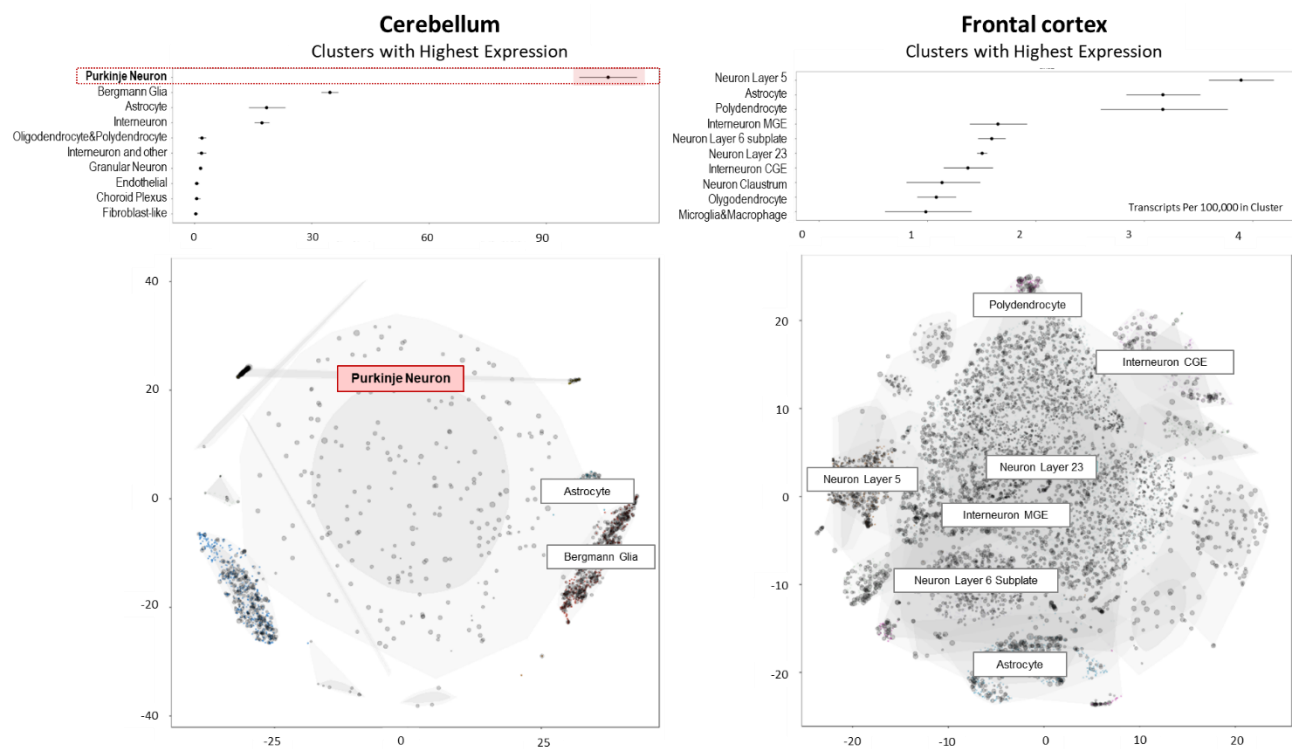 Cerebellum
Clusters with Highest Expression
Purkinje Neuron
Bergmann Glia
Astrocyte
Interneuron
Oligodendrocyte&Polydendrocyte
Interneuron and other
Granular Neuron
Endothelial
Choroid Plexus
Fibroblast-like
0 30 60 90
Frontal cortex
Clusters with Highest Expression
Neuron Layer 5
Astrocyte
Polydendrocyte
Interneuron MGE
Neuron Layer 6 subplate
Neuron Layer 23
Interneuron CGE
Neuron Claustrum
Olygodendrocyte
Microglia&Macrophage
Transcripts Per 100,000 in Cluster
0 1 2 3 4
40
20
0
-20
-40
Purkinje Neuron
Astrocyte
Bergmann Glia
-25 0 25
20
10
0
-10
-20
Polydendrocyte
Interneuron CGE
Neuron Layer 23
Neuron Layer 5
Interneuron MGE
Neuron Layer 6 Subplate
Astrocyte
-20 -10 0 10 20